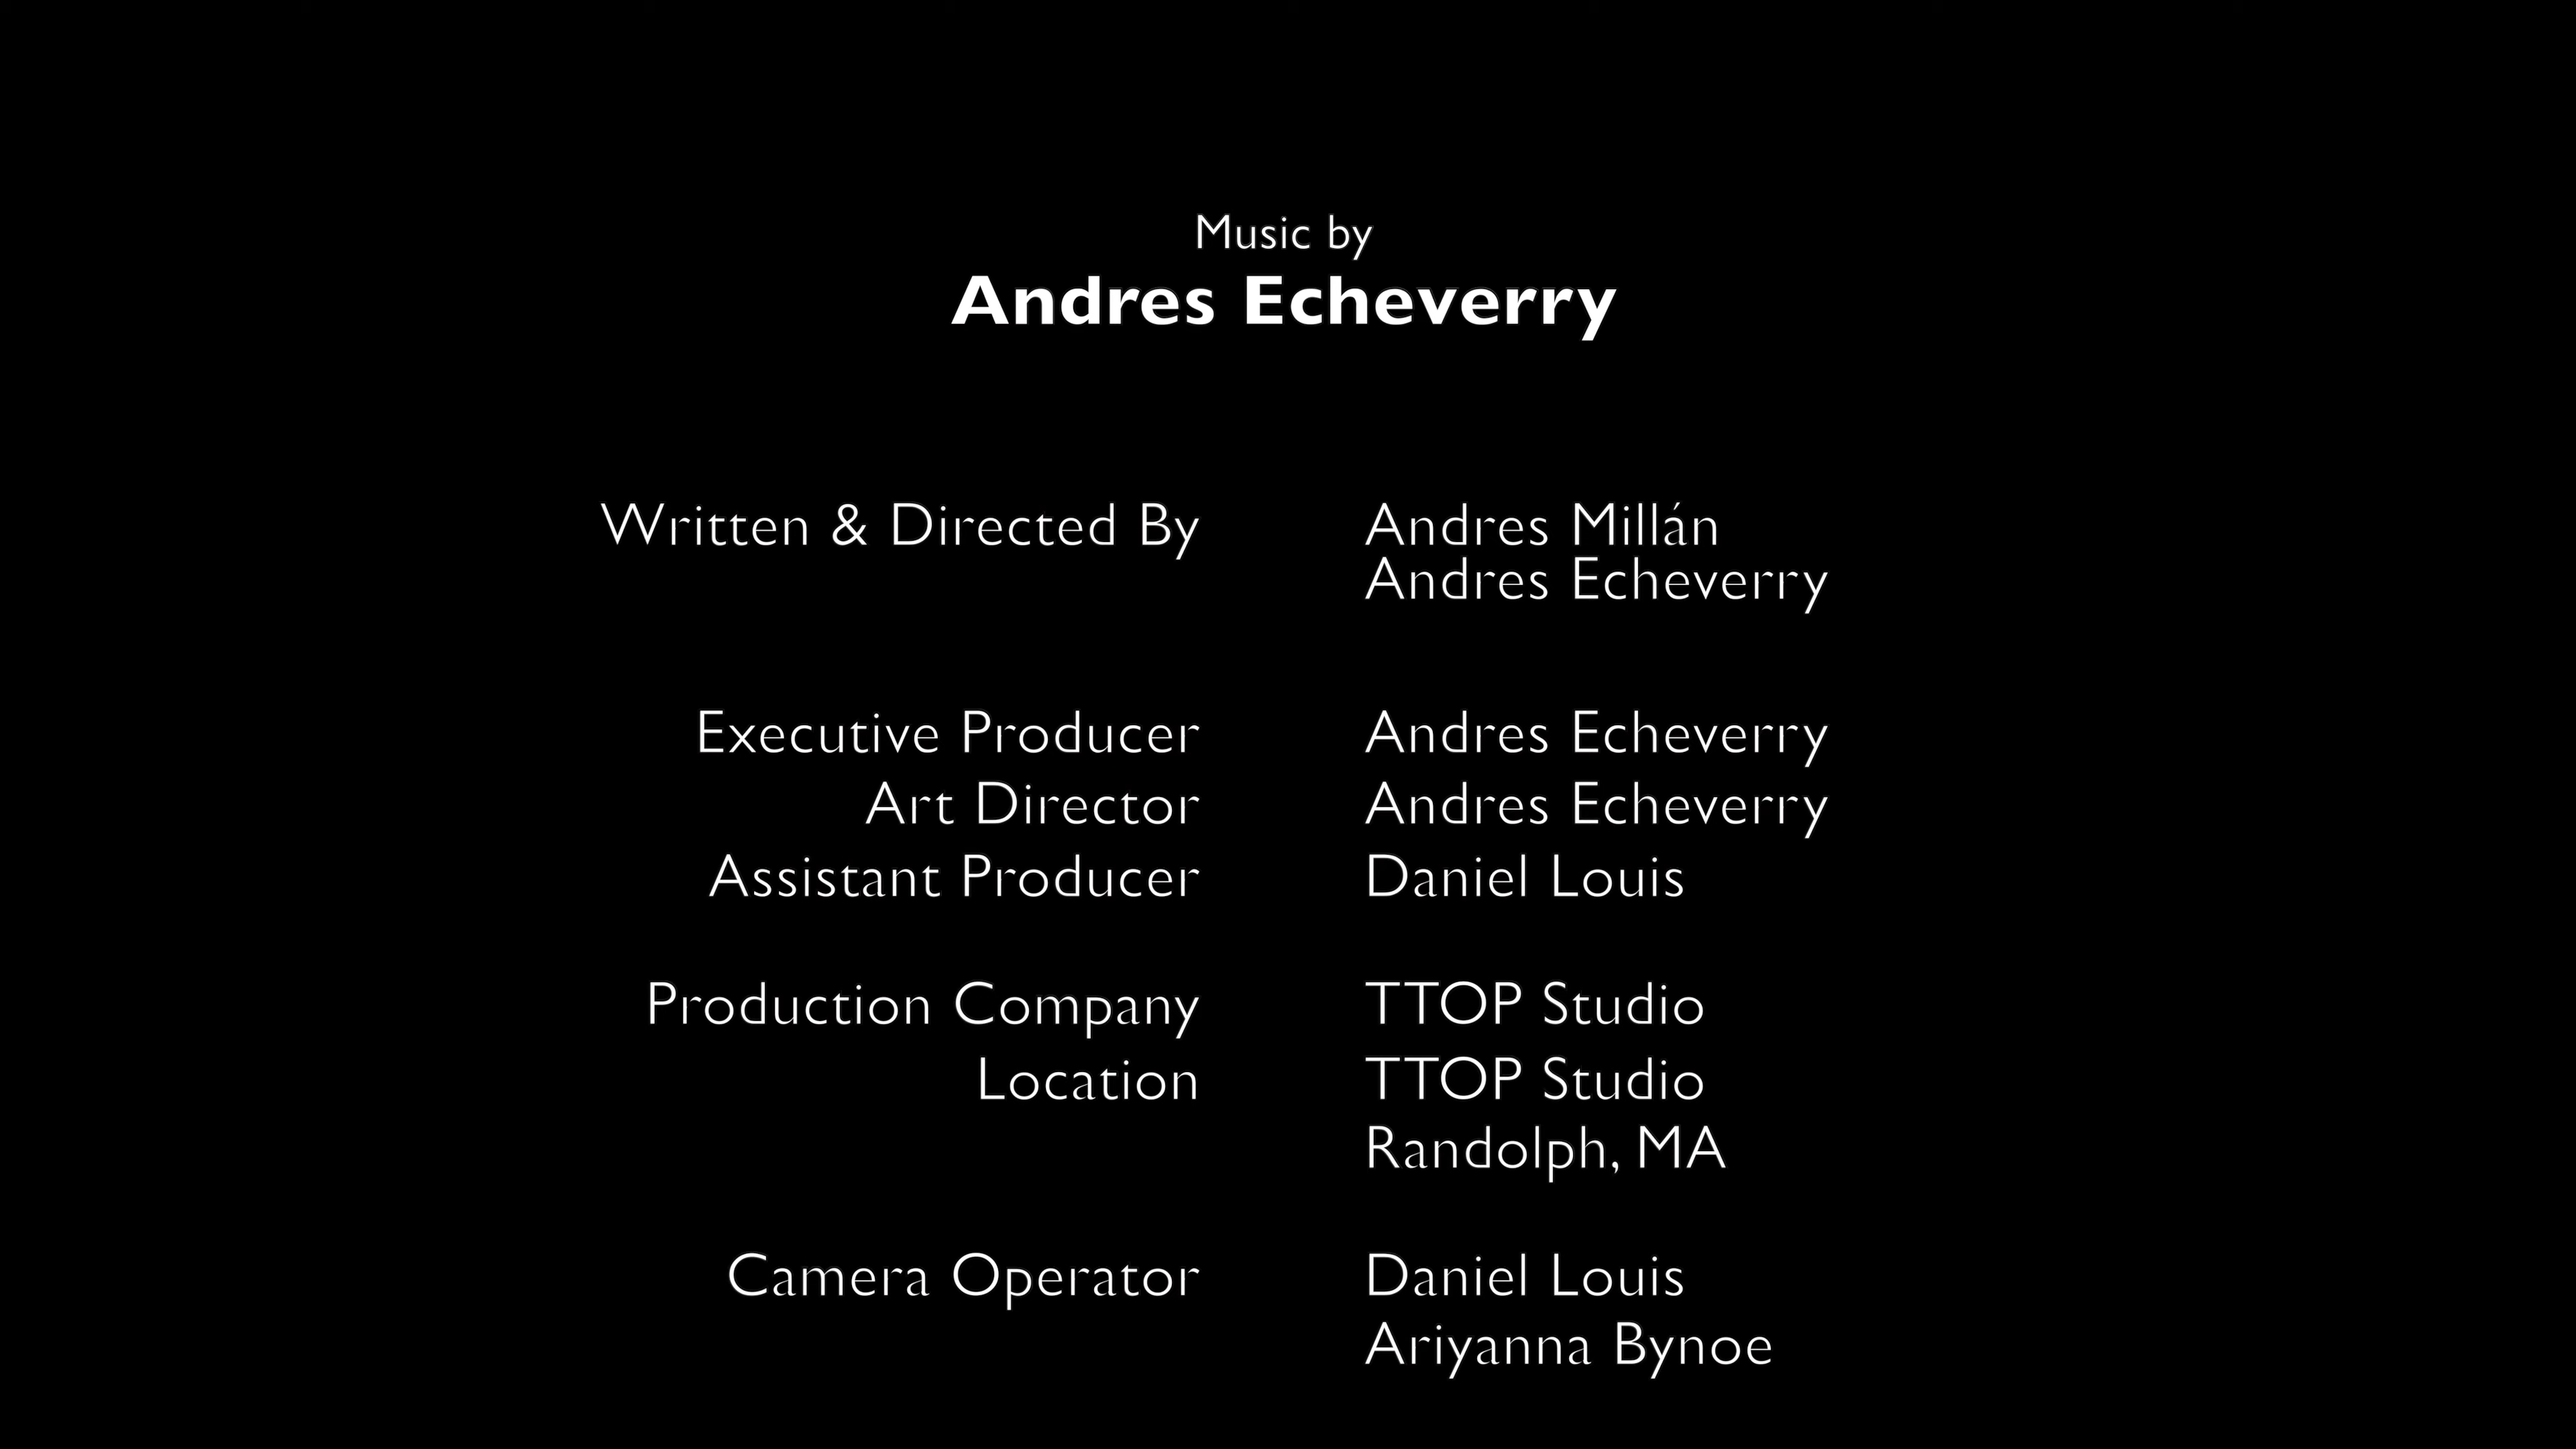 Music by
Andres Echeverry
Written & Directed By Andres Millán
Andres Echeverry
Executive Producer Andres Echeverry
Art Director Andres Echeverry
Assistant Producer Daniel Louis
Production Company TTOP Studio
Location TTOP Studio
Randolph, MA
Camera Operator Daniel Louis
Ariyanna Bynoe